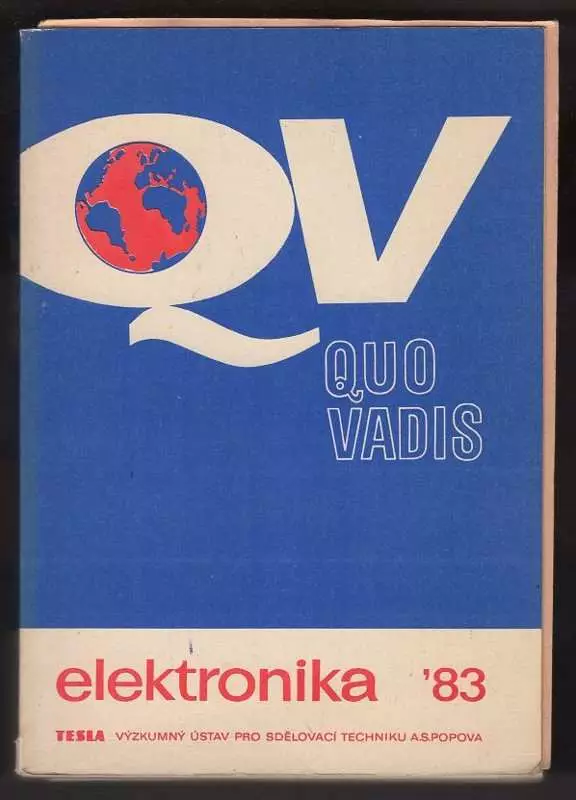 QV
QUO
VADIS
elektronika '83
TESLA VÝZKUMNÝ ÚSTAV PRO SDĚLOVACÍ TECHNIKU A.S.POPOVA